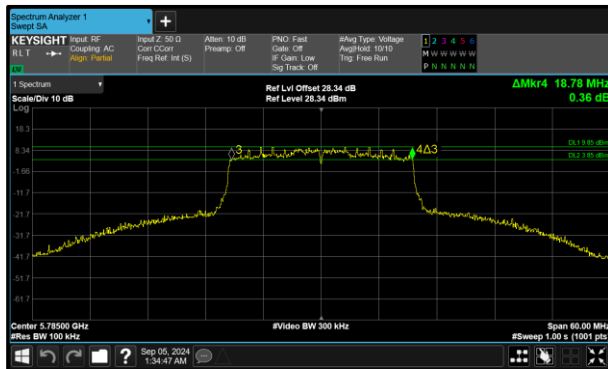 Spectrum Analyzer 1
Swept SA
KEYSIGHT Input: RF Input Z: 50 Ω Atten: 10 dB PNO: Fast #Avg Type: Voltage 1 2 3 4 5 6
RLT Coupling: AC Corr CCorr Preamp: Off Gate: Off Avg|Hold: 10/10 M W W W W W
Align: Partial Freq Ref: Int (S) IF Gain: Low Trig: Free Run P N N N N N
Sig Track: Off
1 Spectrum
Scale/Div 10 dB
Ref Lvl Offset 28.34 dB
Ref Level 28.34 dBm
ΔMkr4 18.78 MHz
0.36 dB
Log
18.3
8.34
-1.66
-11.7
-21.7
-31.7
-41.7
-51.7
-61.7
3
4Δ3
DL1 9.85 dBm
DL2 3.85 dBm
Center 5.78500 GHz #Video BW 300 kHz Span 60.00 MHz
#Res BW 100 kHz #Sweep 1.00 s (1001 pts)
Sep 05, 2024
1:34:47 AM